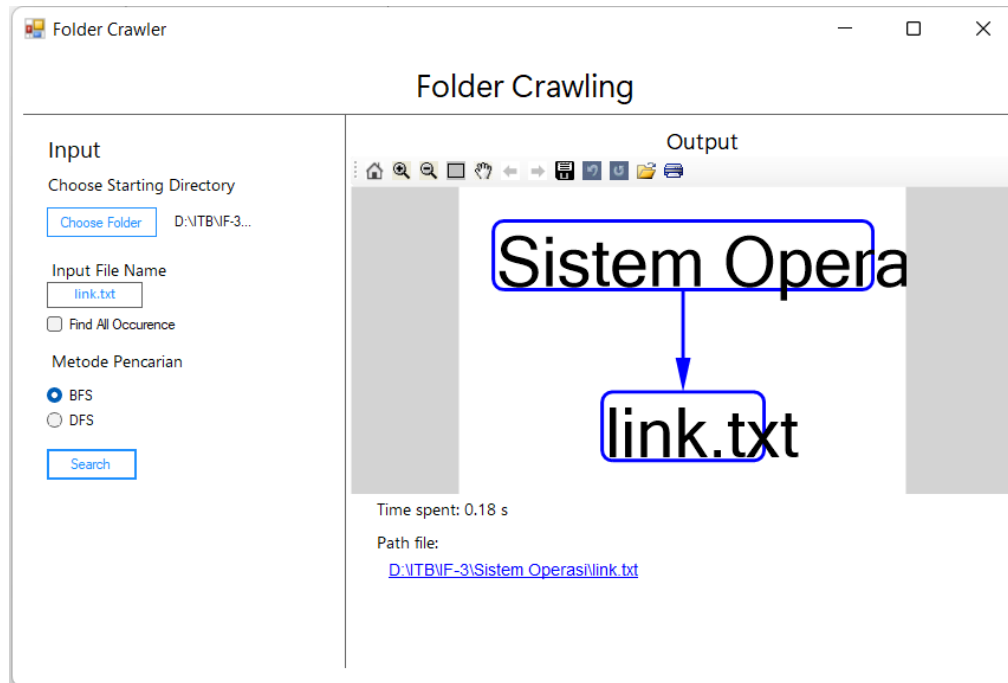 Folder Crawler
Folder Crawling
Input
Choose Starting Directory
Choose Folder D:\ITB\IF-3...
Input File Name
link.txt
Find All Occurence
Metode Pencarian
BFS
DFS
Search
Output
Sistem Opera
link.txt
Time spent: 0.18 s
Path file:
D:\ITB\IF-3\Sistem Operasi\link.txt